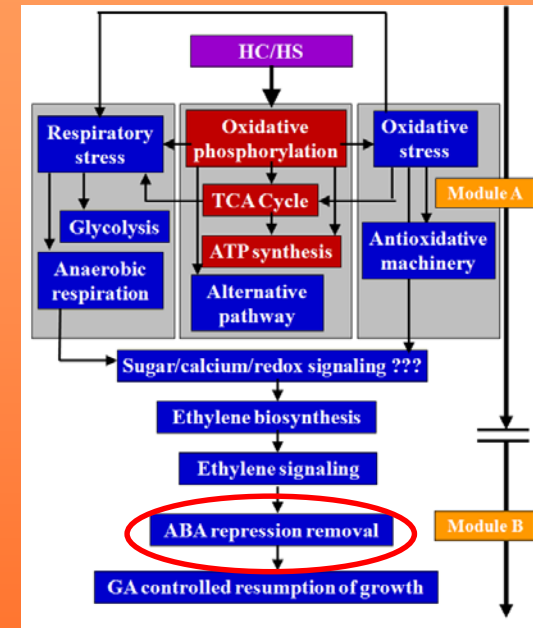 HC/HS
Respiratory
stress
Oxidative
phosphorylation
Oxidative
stress
TCA Cycle
Module A
Glycolysis
ATP synthesis
Antioxidative
machinery
Anaerobic
respiration
Alternative
pathway
Sugar/calcium/redox signaling ???
Ethylene biosynthesis
Ethylene signaling
ABA repression removal
Module B
GA controlled resumption of growth